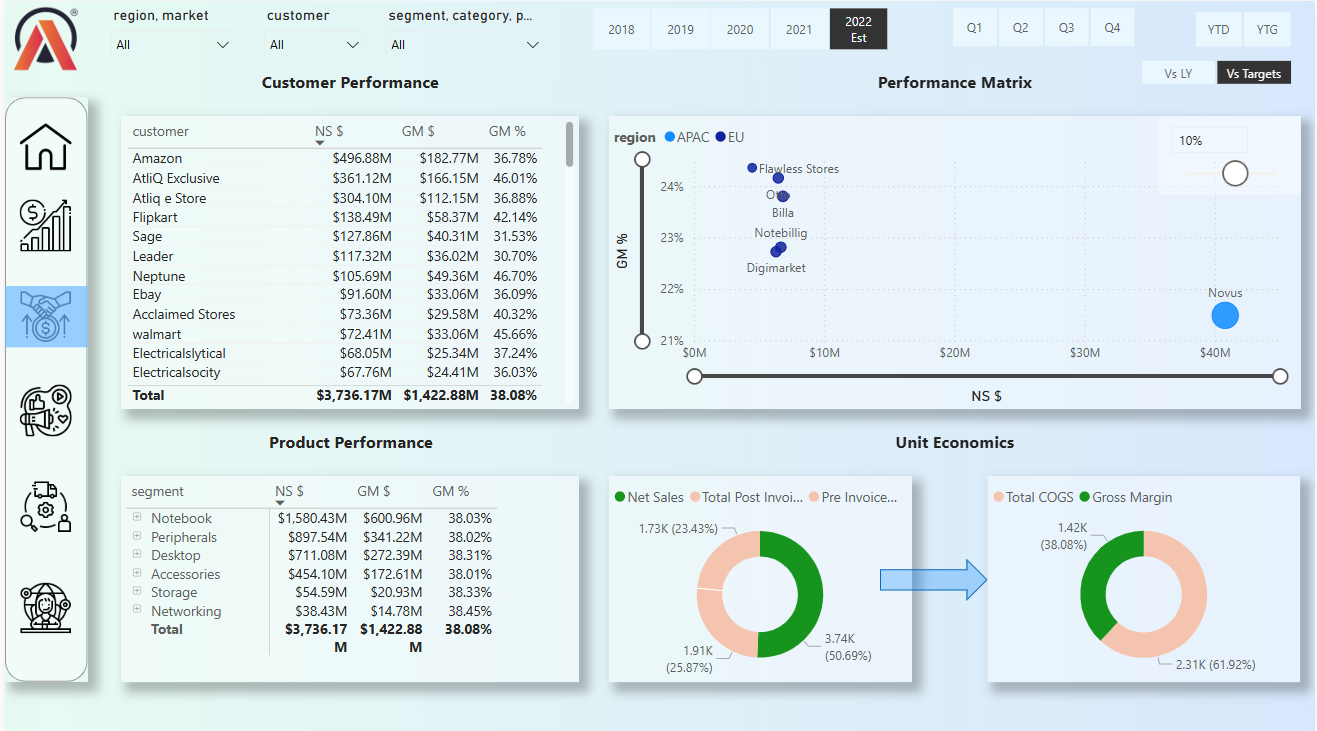 region, market
customer
segment, category, p...
All
All
All
2018
2019
2020
2021
2022
Est
Q1
Q2
Q3
Q4
YTD
YTG
Vs LY
Vs Targets
Customer Performance
customer NS $ GM $ GM %
Amazon $496.88M $182.77M 36.78%
AtliQ Exclusive $361.12M $166.15M 46.01%
Atliq e Store $304.10M $112.15M 36.88%
Flipkart $138.49M $58.37M 42.14%
Sage $127.86M $40.31M 31.53%
Leader $117.32M $36.02M 30.70%
Neptune $105.69M $49.36M 46.70%
Ebay $91.60M $33.06M 36.09%
Acclaimed Stores $73.36M $29.58M 40.32%
walmart $72.41M $33.06M 45.66%
Electricalslytical $68.05M $25.34M 37.24%
Electricalsocity $67.76M $24.41M 36.03%
Total $3,736.17M $1,422.88M 38.08%
Performance Matrix
region APAC EU
10%
GM %
24%
23%
22%
21%
Flawless Stores
Otto
Billa
Notebillig
Digimarket
Novus
$0M $10M $20M $30M $40M
NS $
Product Performance
segment NS $ GM $ GM %
Notebook $1,580.43M $600.96M 38.03%
Peripherals $897.54M $341.22M 38.02%
Desktop $711.08M $272.39M 38.31%
Accessories $454.10M $172.61M 38.01%
Storage $54.59M $20.93M 38.33%
Networking $38.43M $14.78M 38.45%
Total $3,736.17 $1,422.88 38.08%
M M
Unit Economics
Net Sales Total Post Invoi... Pre Invoice...
1.73K (23.43%)
1.91K
(25.87%)
3.74K
(50.69%)
Total COGS Gross Margin
1.42K
(38.08%)
2.31K (61.92%)